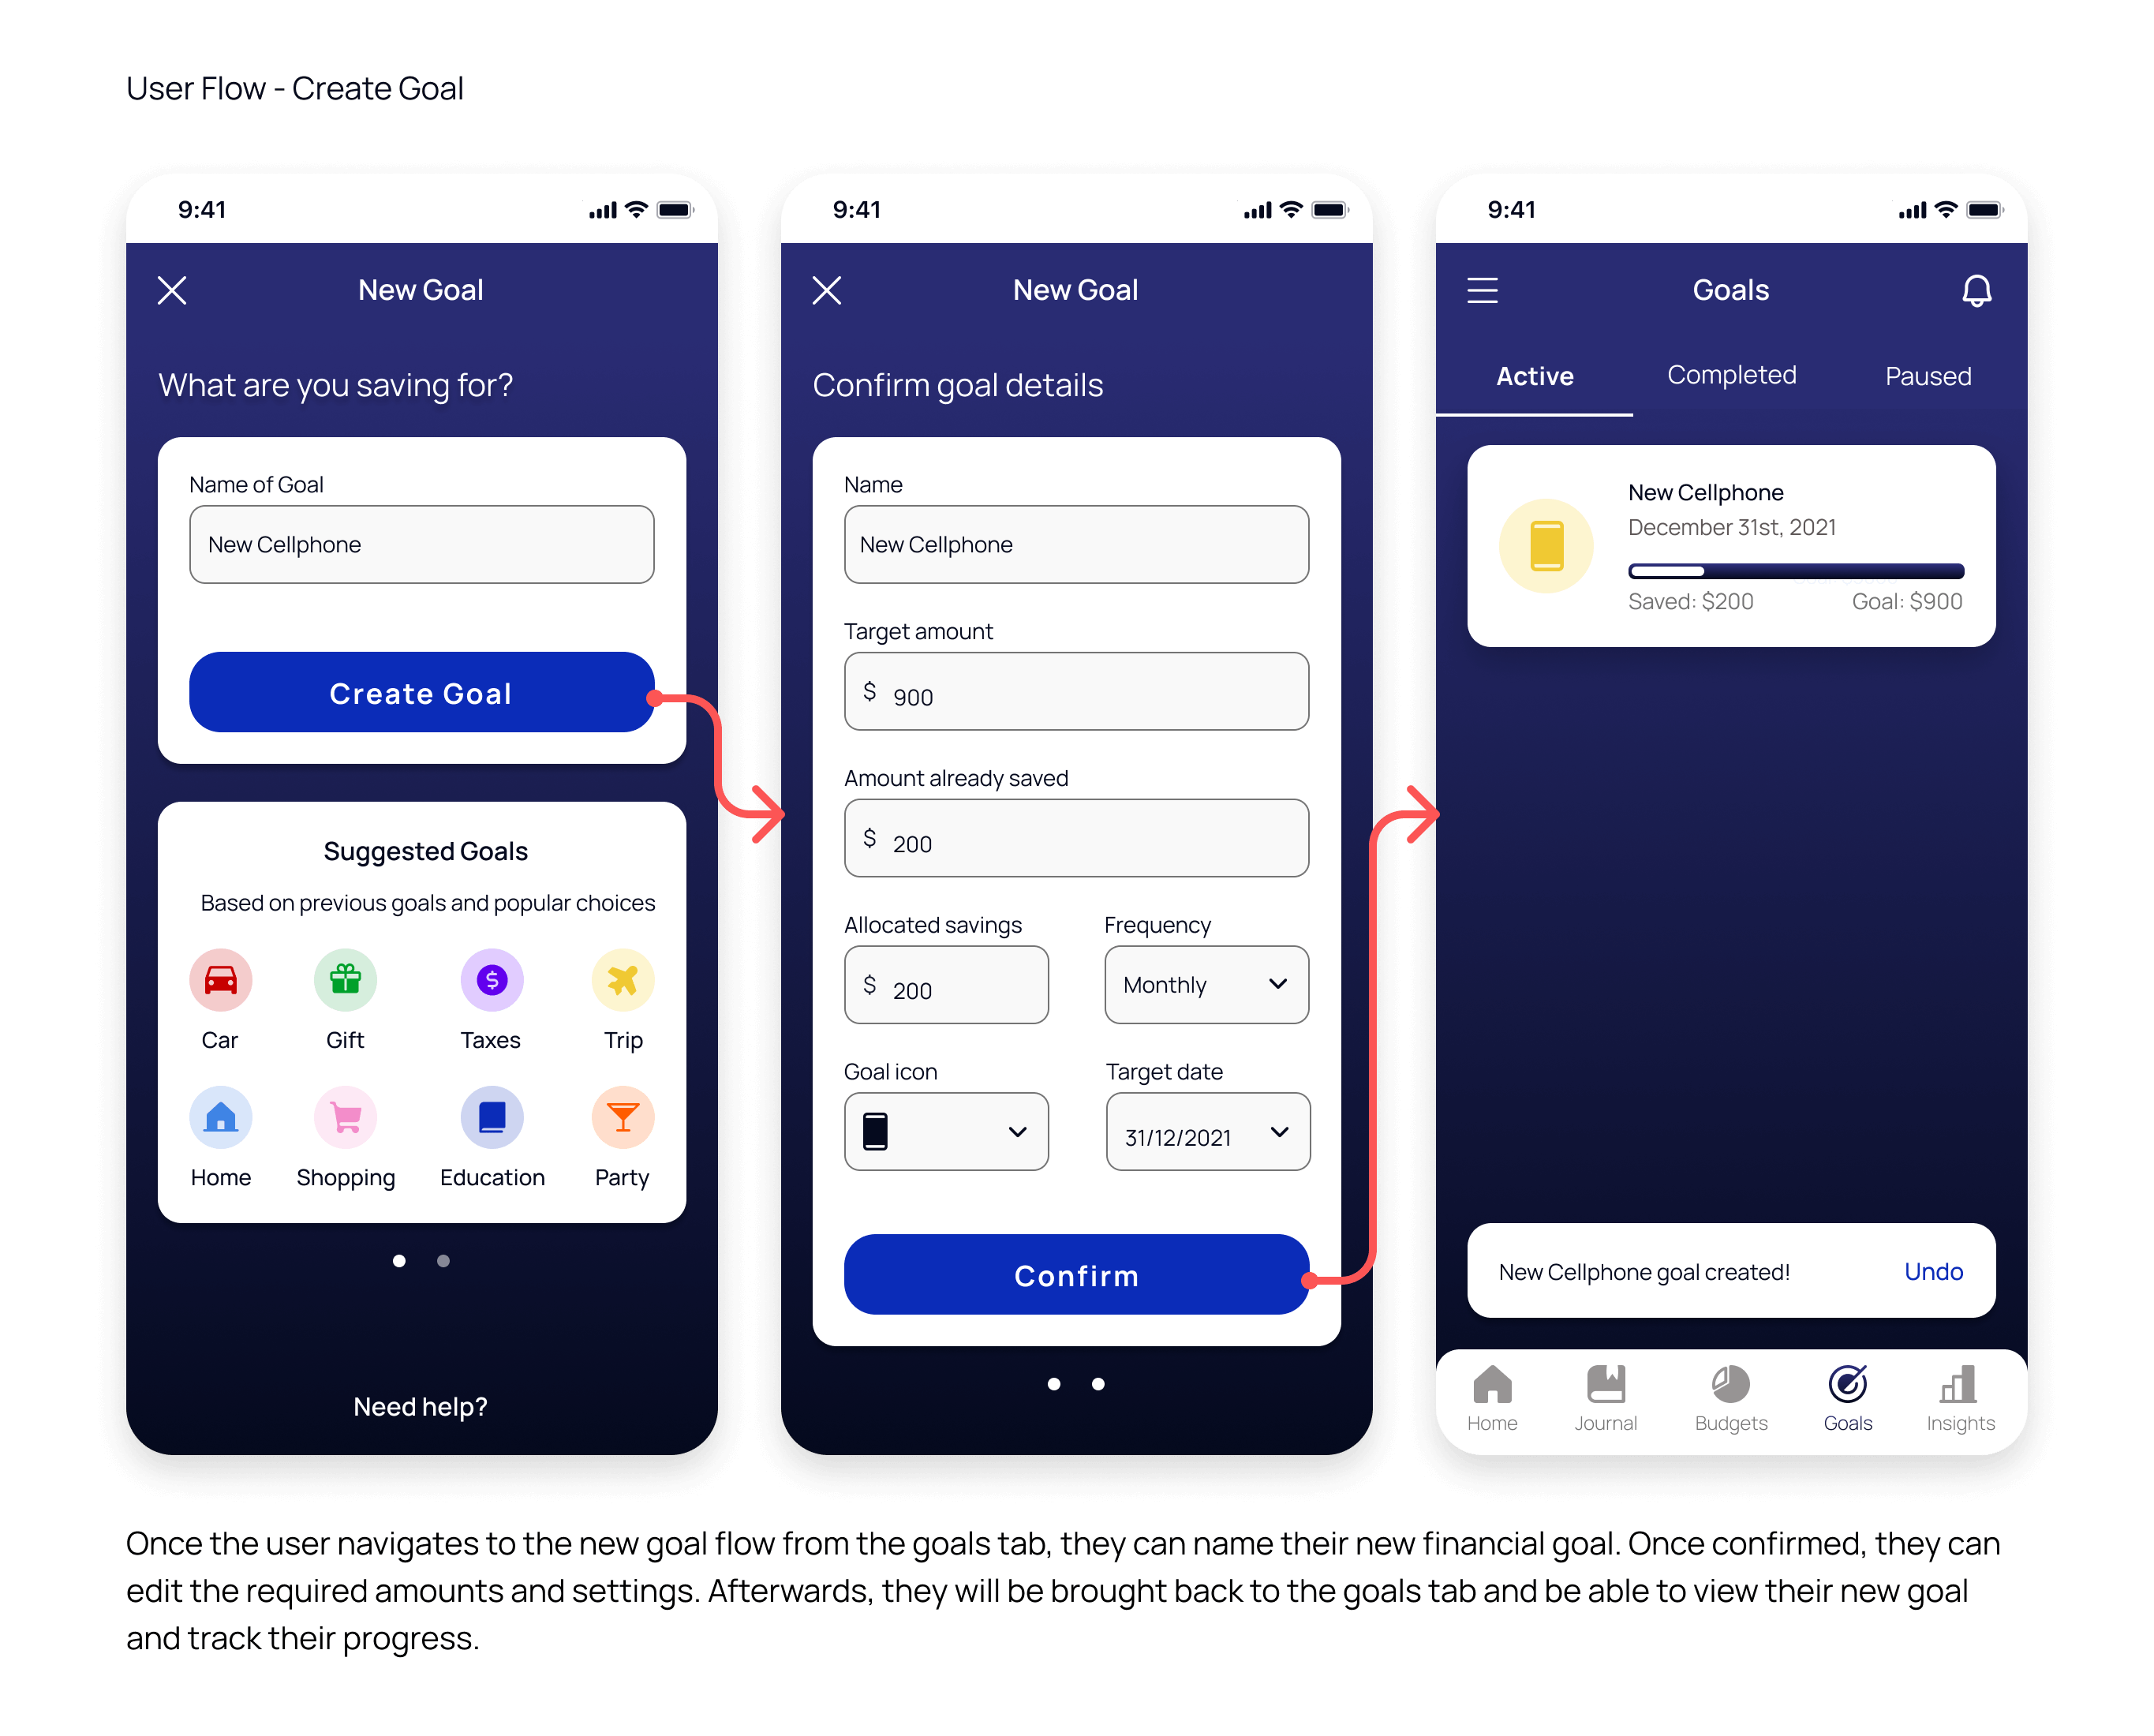 User Flow - Create Goal
9:41
New Goal
What are you saving for?
Name of Goal
New Cellphone
Create Goal
Suggested Goals
Based on previous goals and popular choices
Car
Gift
Taxes
Trip
Home
Shopping
Education
Party
Need help?
9:41
New Goal
Confirm goal details
Name
New Cellphone
Target amount
$ 900
Amount already saved
$ 200
Allocated savings
$ 200
Frequency
Monthly
Goal icon
Target date
31/12/2021
Confirm
9:41
Goals
Active
Completed
Paused
New Cellphone
December 31st, 2021
Saved: $200
Goal: $900
New Cellphone goal created!
Undo
Home
Journal
Budgets
Goals
Insights
Once the user navigates to the new goal flow from the goals tab, they can name their new financial goal. Once confirmed, they can
edit the required amounts and settings. Afterwards, they will be brought back to the goals tab and be able to view their new goal
and track their progress.